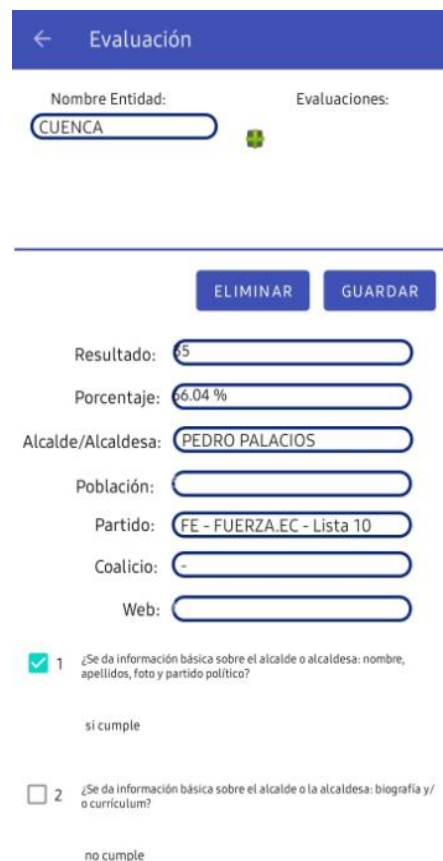 Evaluación
Nombre Entidad:
Evaluaciones:
CUENCA
ELIMINAR
GUARDAR
Resultado:
Porcentaje: 66.04 %
Alcalde/Alcaldesa: PEDRO PALACIOS
Población:
Partido: FE - FUERZA.EC - Lista 10
Coalicio: -
Web:
1 ¿Se da información básica sobre el alcalde o alcaldesa: nombre,
apellidos, foto y partido político?
si cumple
2 ¿Se da información básica sobre el alcalde o la alcaldesa: biografía y/
o currículum?
no cumple